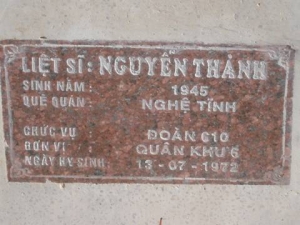 LIỆT SĨ: NGUYỄN THÀNH
SINH NĂM : 1945
QUÊ QUÁN : NGHỆ TĨNH
CHỨC VỤ : ĐOÀN 610
ĐƠN VỊ : QUÂN KHU 6
NGÀY HY SINH 13-07-1972